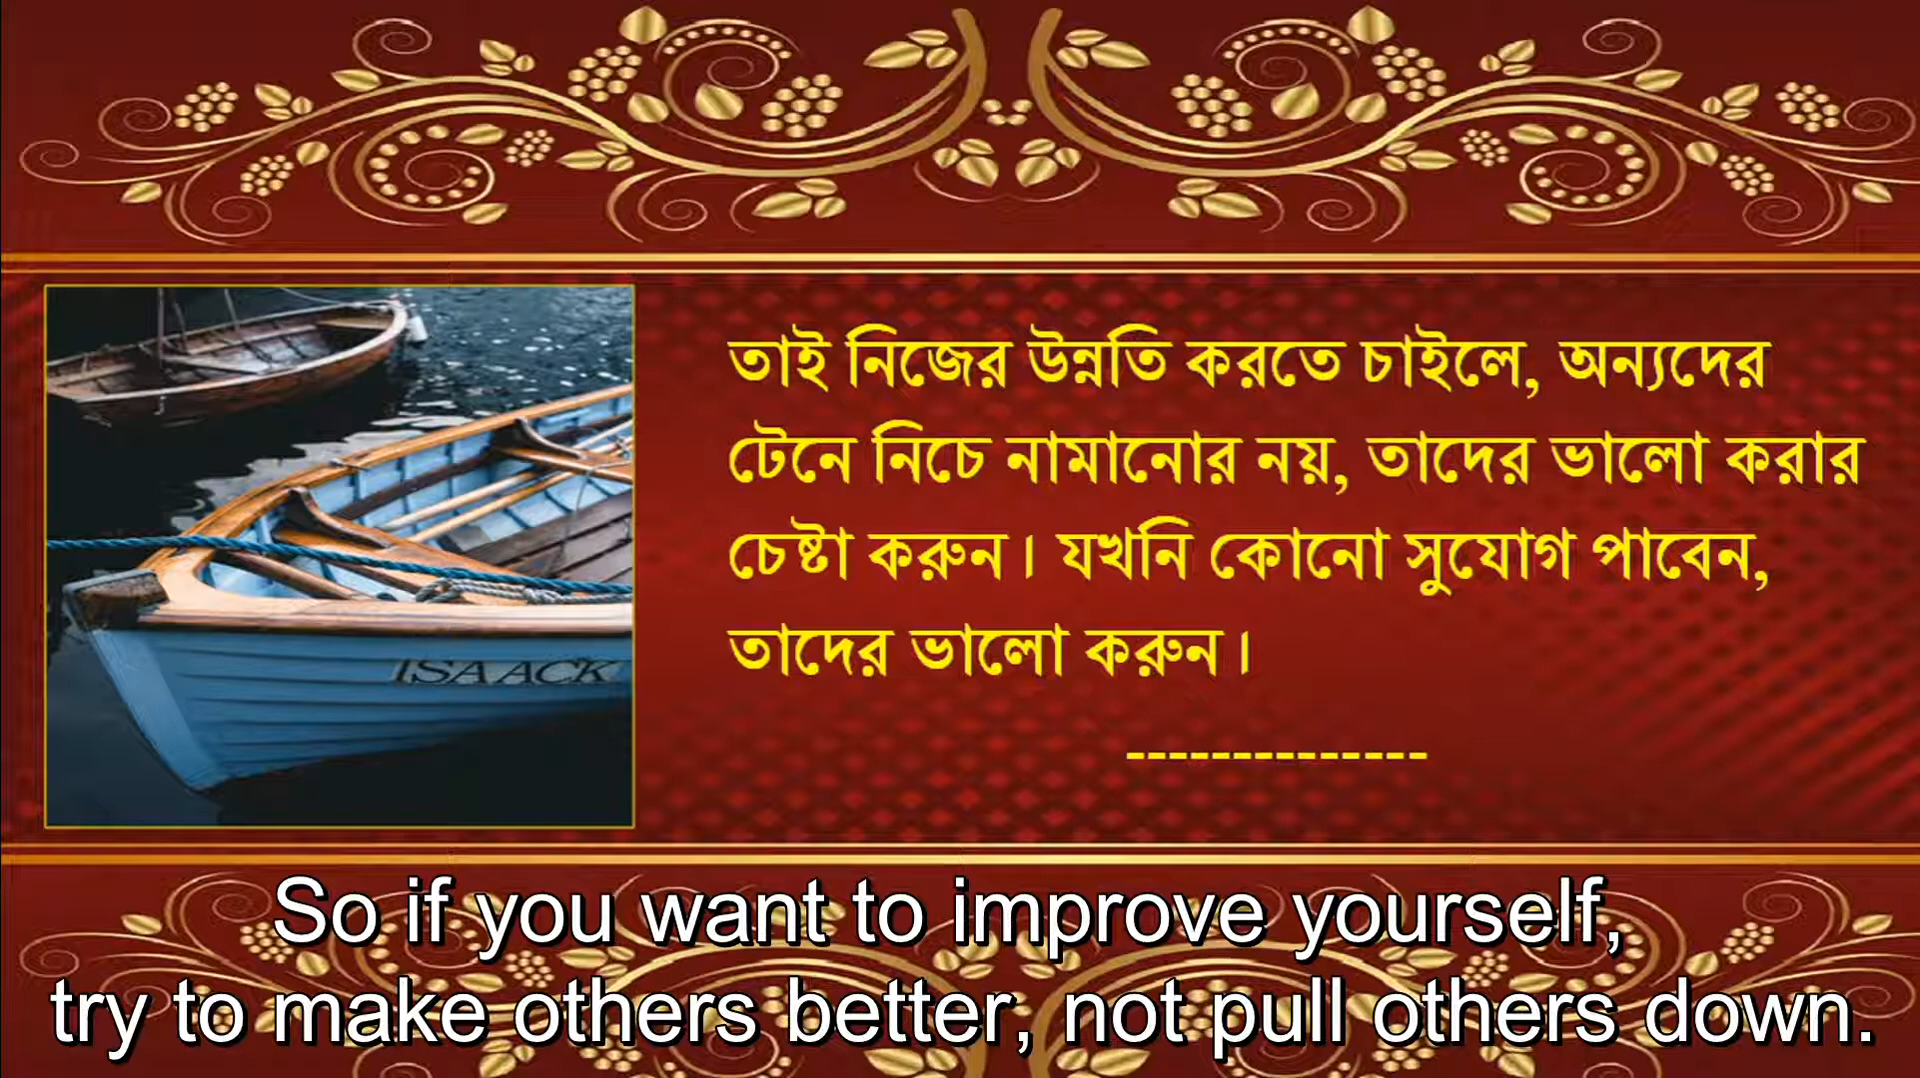 তাই নিজের উন্নতি করতে চাইলে, অন্যদের
টেনে নিচে নামানোর নয়, তাদের ভালো করার
চেষ্টা করুন। যখনি কোনো সুযোগ পাবেন,
তাদের ভালো করুন।
--------------
ISAACK
So if you want to improve yourself,
try to make others better, not pull others down.